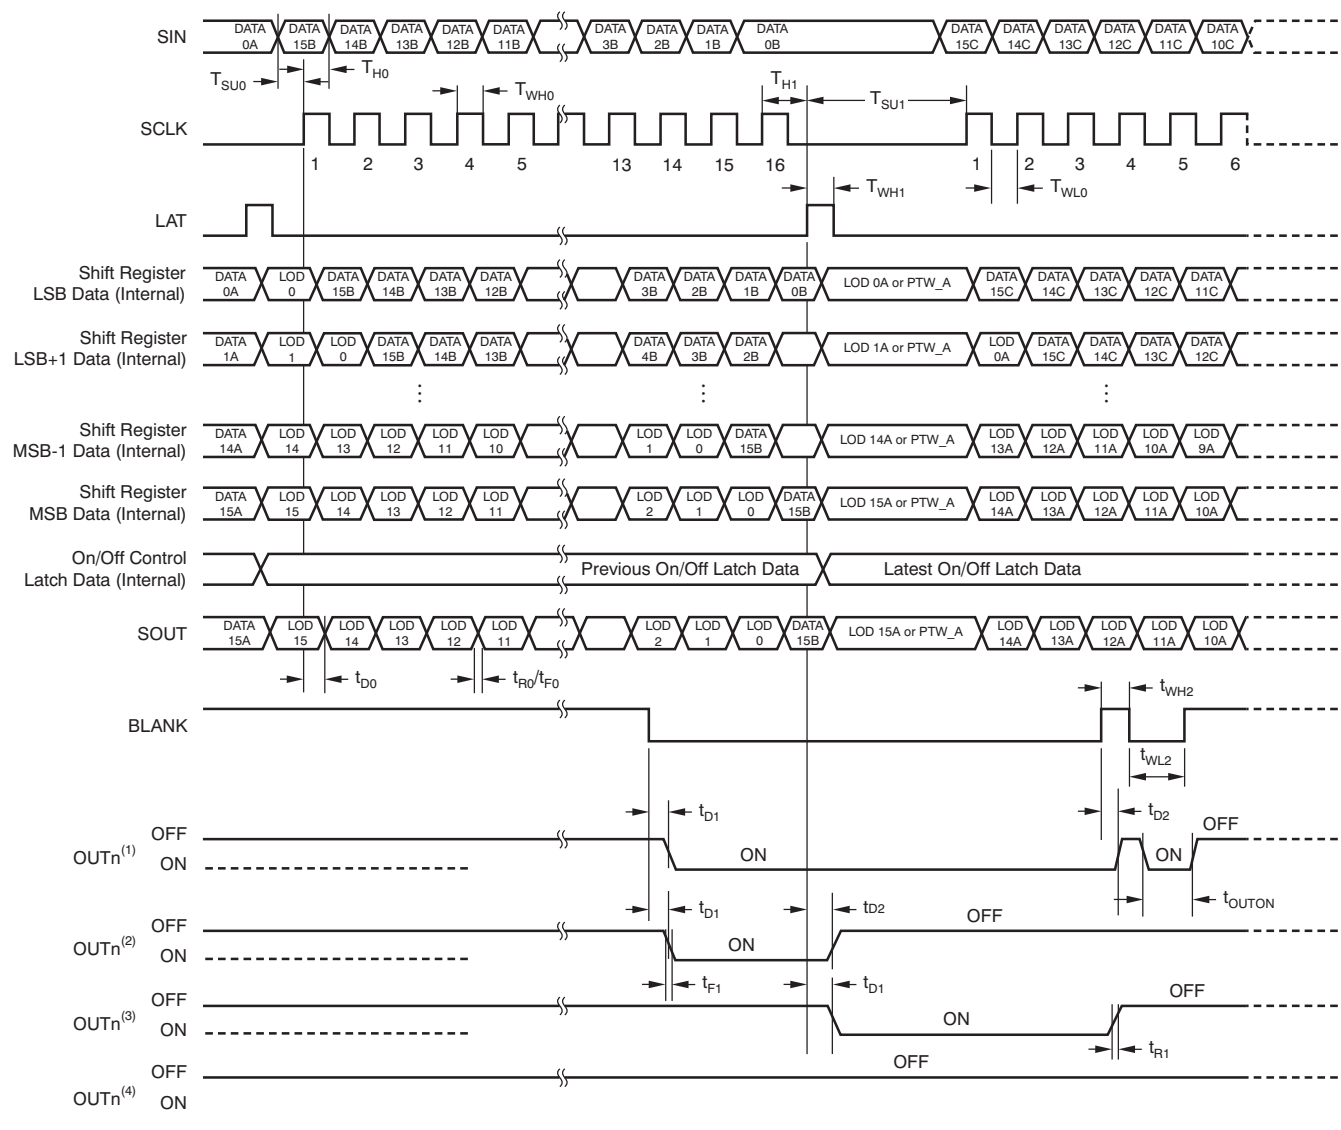 SIN
DATA 0A DATA 15B DATA 14B DATA 13B DATA 12B DATA 11B DATA 3B DATA 2B DATA 1B DATA 0B DATA 15C DATA 14C DATA 13C DATA 12C DATA 11C DATA 10C
TSU0 TH0 TWH0 TH1 TSU1
SCLK
1 2 3 4 5 13 14 15 16 1 2 3 4 5 6
TWH1 TWL0
LAT
Shift Register
LSB Data (Internal)
DATA 0A LOD 0 DATA 15B DATA 14B DATA 13B DATA 12B DATA 3B DATA 2B DATA 1B DATA 0B LOD 0A or PTW_A DATA 15C DATA 14C DATA 13C DATA 12C DATA 11C
Shift Register
LSB+1 Data (Internal)
DATA 1A LOD 1 LOD 0 DATA 15B DATA 14B DATA 13B DATA 4B DATA 3B DATA 2B LOD 1A or PTW_A LOD 0A DATA 15C DATA 14C DATA 13C DATA 12C
Shift Register
MSB-1 Data (Internal)
DATA 14A LOD 14 LOD 13 LOD 12 LOD 11 LOD 10 LOD 1 LOD 0 DATA 15B LOD 14A or PTW_A LOD 13A LOD 12A LOD 11A LOD 10A LOD 9A
Shift Register
MSB Data (Internal)
DATA 15A LOD 15 LOD 14 LOD 13 LOD 12 LOD 11 LOD 2 LOD 1 LOD 0 DATA 15B LOD 15A or PTW_A LOD 14A LOD 13A LOD 12A LOD 11A LOD 10A
On/Off Control
Latch Data (Internal)
Previous On/Off Latch Data Latest On/Off Latch Data
SOUT
DATA 15A LOD 15 LOD 14 LOD 13 LOD 12 LOD 11 LOD 2 LOD 1 LOD 0 DATA 15B LOD 15A or PTW_A LOD 14A LOD 13A LOD 12A LOD 11A LOD 10A
tD0 tR0/tF0
tWH2
BLANK
tWL2
tD1 tD2
OFF OFF
OUTn(1)
ON ON ON
tD1 tD2 tOUTON
OFF OFF
OUTn(2)
ON ON
tF1 tD1
OFF OFF
OUTn(3)
ON ON
tR1
OFF OFF
OUTn(4)
ON